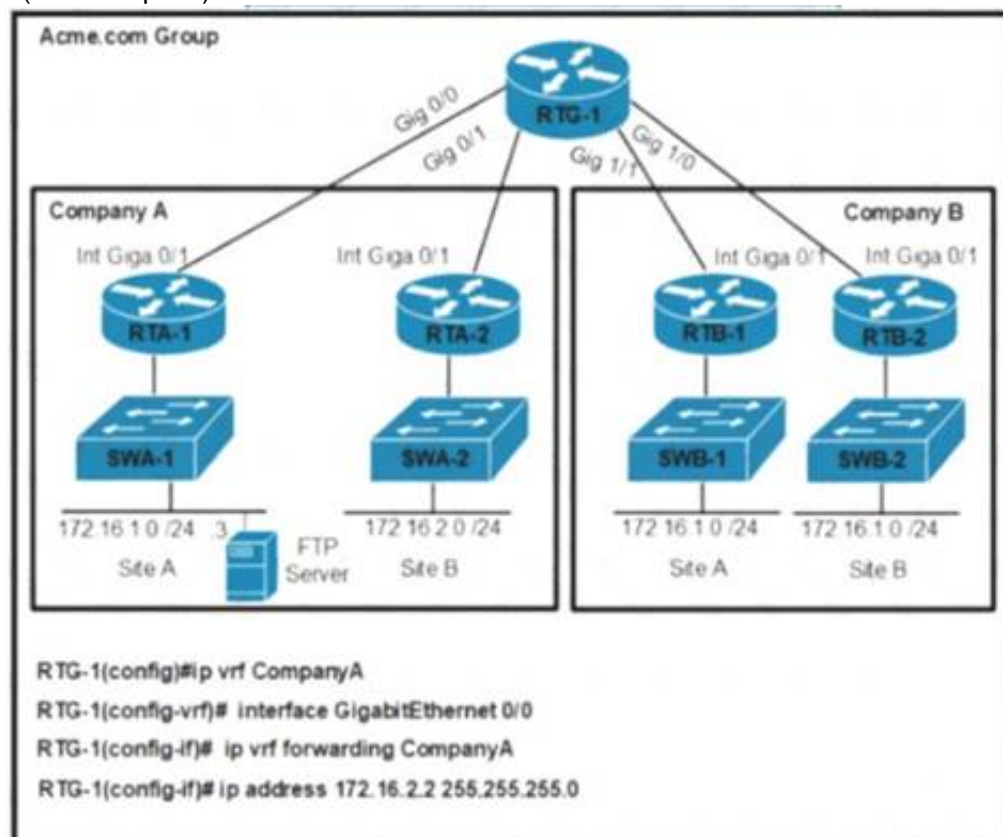 Acme.com Group
RTG-1
Gig 0/0
Gig 0/1
Gig 1/1
Gig 1/0
Company A
Company B
Int Giga 0/1
Int Giga 0/1
Int Giga 0/1
Int Giga 0/1
RTA-1
RTA-2
RTB-1
RTB-2
SWA-1
SWA-2
SWB-1
SWB-2
172.16.1.0 /24 .3
172.16.2.0 /24
172.16.1.0 /24
172.16.1.0 /24
Site A
FTP
Server
Site B
Site A
Site B
RTG-1(config)#ip vrf CompanyA
RTG-1(config-vrf)# interface GigabitEthernet 0/0
RTG-1(config-if)# ip vrf forwarding CompanyA
RTG-1(config-if)# ip address 172.16.2.2 255.255.255.0